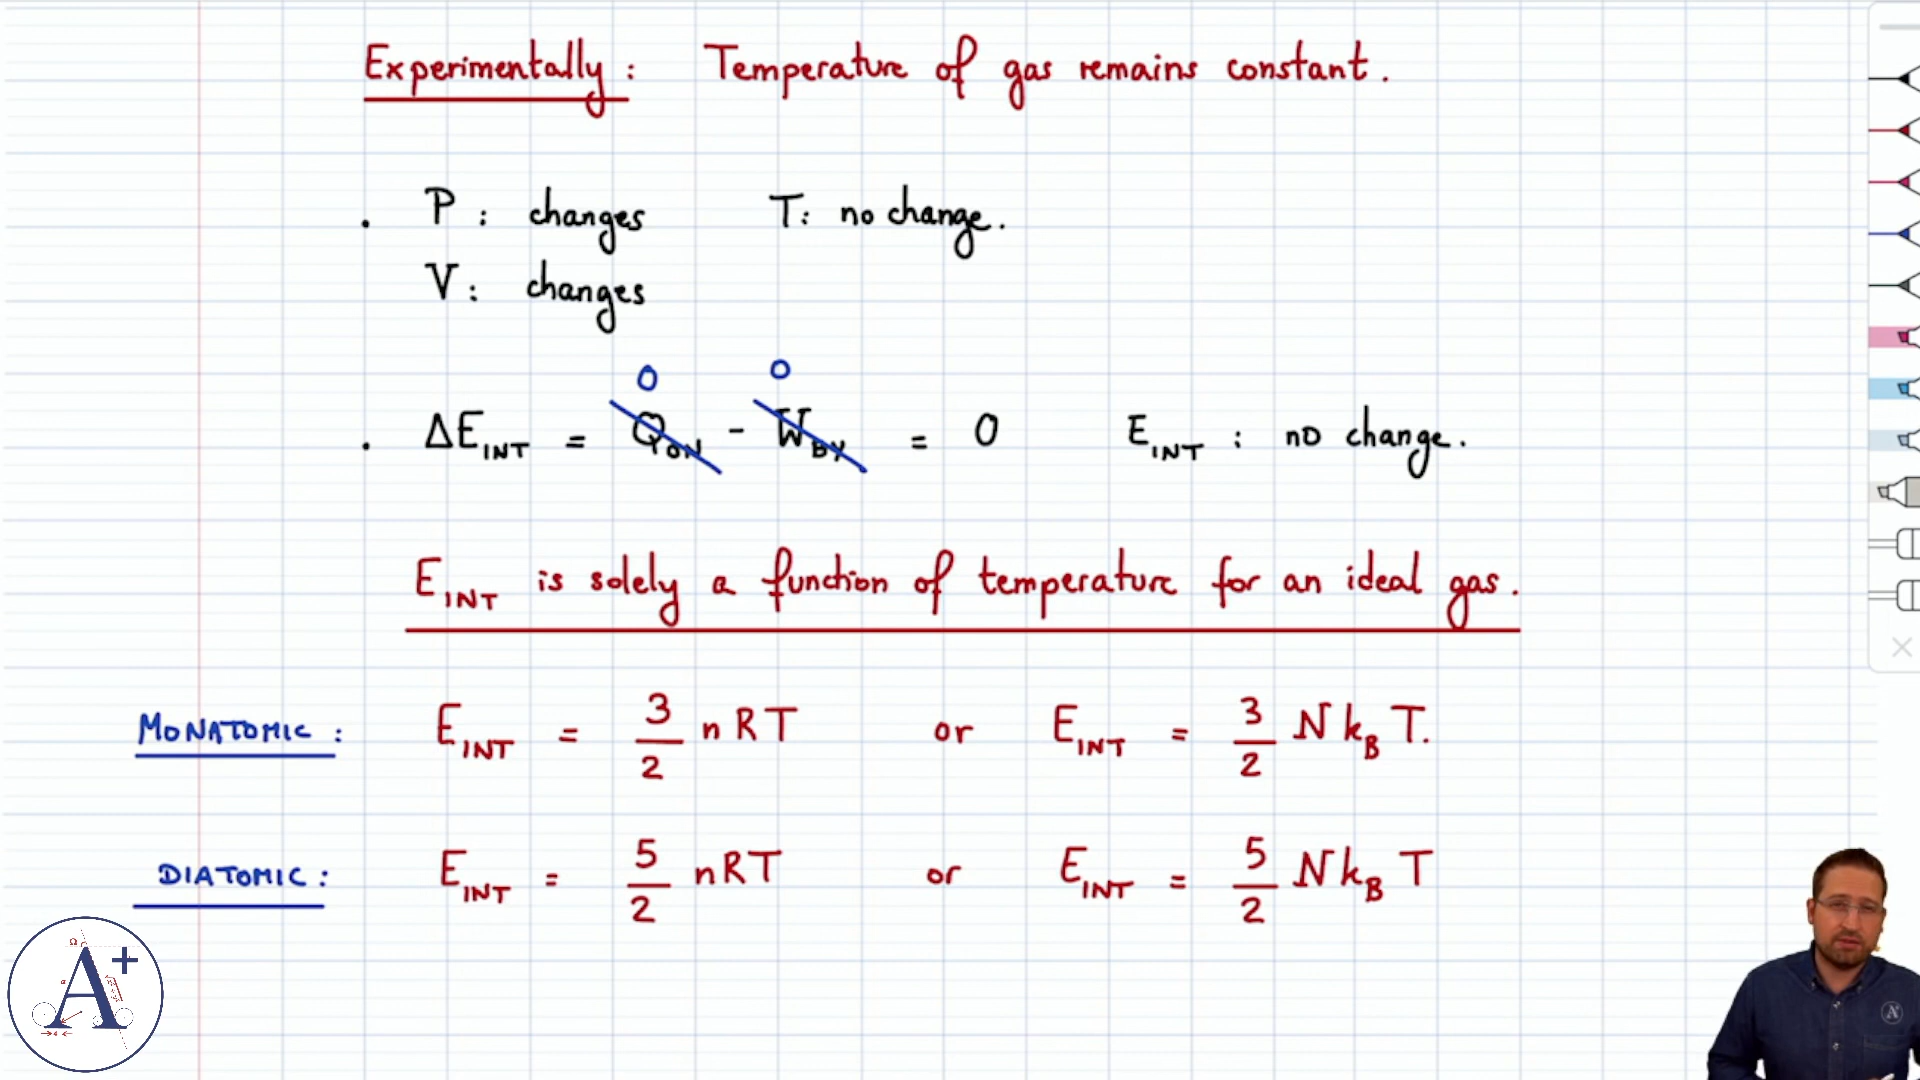 Experimentally: Temperature of gas remains constant.
. P: changes T: no change.
V: changes
0 0
. ΔE_INT = Q_ON - W_BY = 0 E_INT: no change.
E_INT is solely a function of temperature for an ideal gas.
MONATOMIC: E_INT = 3/2 nRT or E_INT = 3/2 N k_B T.
DIATOMIC: E_INT = 5/2 nRT or E_INT = 5/2 N k_B T
A+